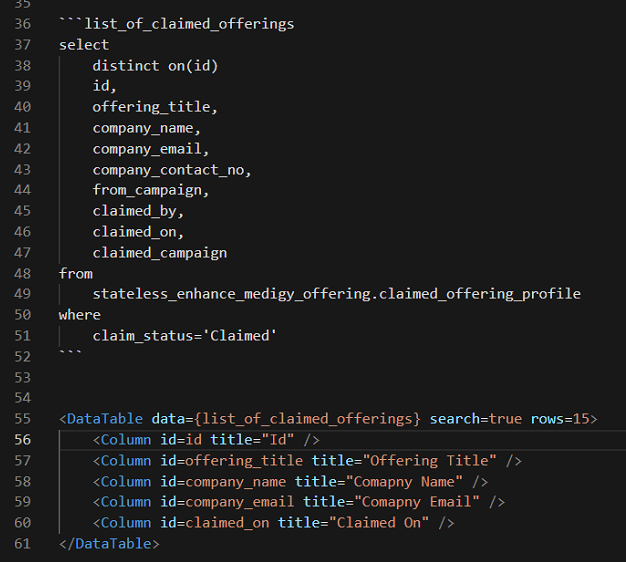 35
36 ```list_of_claimed_offerings
37 select
38 distinct on(id)
39 id,
40 offering_title,
41 company_name,
42 company_email,
43 company_contact_no,
44 from_campaign,
45 claimed_by,
46 claimed_on,
47 claimed_campaign
48 from
49 stateless_enhance_medigy_offering.claimed_offering_profile
50 where
51 claim_status='Claimed'
52 ```
53
54
55 <DataTable data={list_of_claimed_offerings} search=true rows=15>
56 <Column id=id title="Id" />
57 <Column id=offering_title title="Offering Title" />
58 <Column id=company_name title="Comapny Name" />
59 <Column id=company_email title="Comapny Email" />
60 <Column id=claimed_on title="Claimed On" />
61 </DataTable>